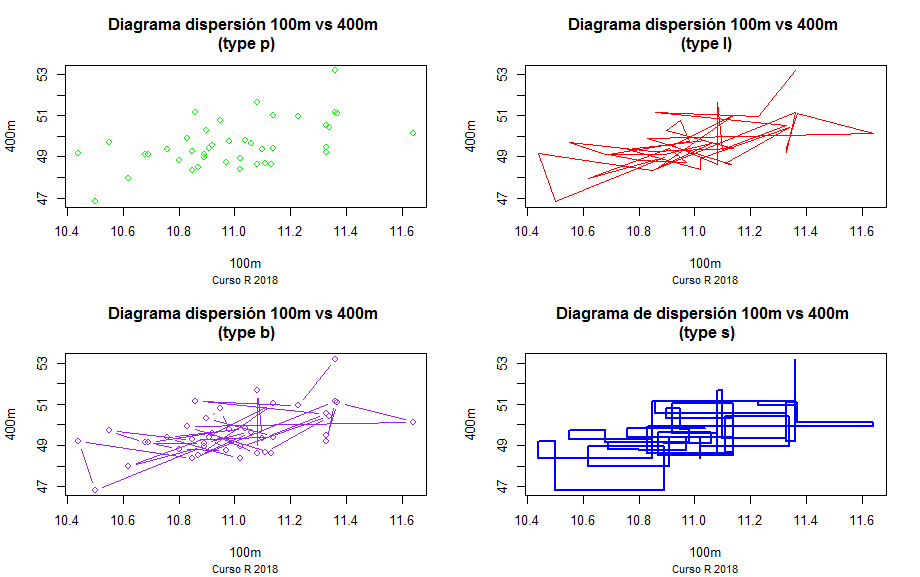 Diagrama dispersión 100m vs 400m
(type p)
400m
53
51
49
47
10.4 10.6 10.8 11.0 11.2 11.4 11.6
100m
Curso R 2018
Diagrama dispersión 100m vs 400m
(type l)
400m
53
51
49
47
10.4 10.6 10.8 11.0 11.2 11.4 11.6
100m
Curso R 2018
Diagrama dispersión 100m vs 400m
(type b)
400m
53
51
49
47
10.4 10.6 10.8 11.0 11.2 11.4 11.6
100m
Curso R 2018
Diagrama de dispersión 100m vs 400m
(type s)
400m
53
51
49
47
10.4 10.6 10.8 11.0 11.2 11.4 11.6
100m
Curso R 2018